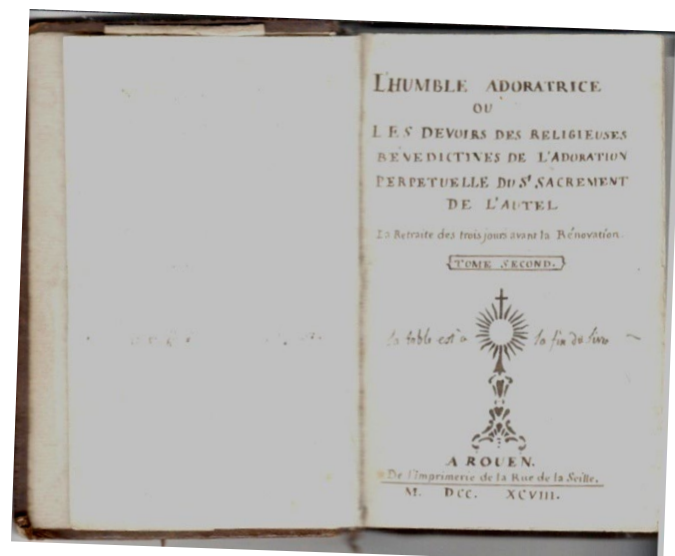 L'HUMBLE ADORATRICE
OU
LES DEVOIRS DES RELIGIEUSES
BENEDICTINES DE L'ADORATION
PERPETUELLE DU St SACREMENT
DE L'AUTEL
La Retraite des trois jours avant la Rénovation.
TOME SECOND.
la table est à la fin du livre
A ROUEN.
De l'Imprimerie de la Rue de la Seille.
M. DCC. XCVIII.